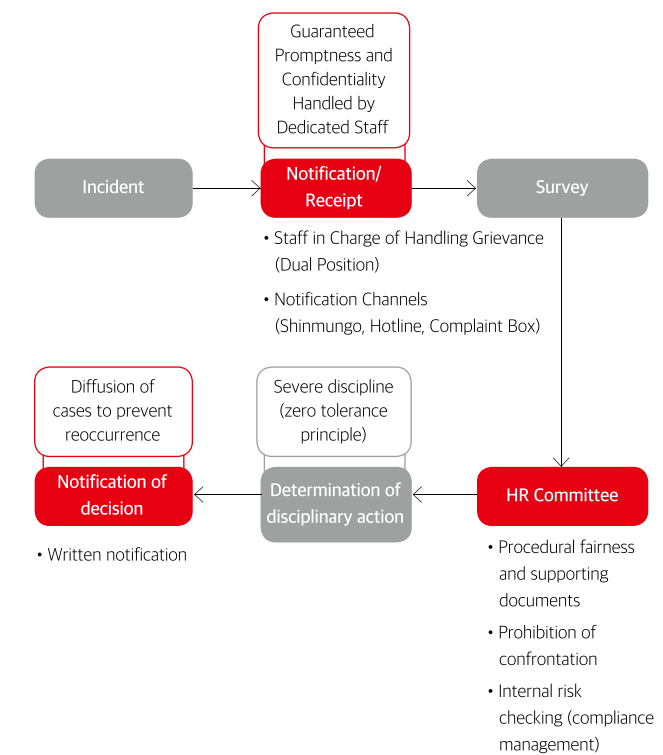 Guaranteed
Promptness and
Confidentiality
Handled by
Dedicated Staff
Incident
Notification/
Receipt
Survey
• Staff in Charge of Handling Grievance
(Dual Position)
• Notification Channels
(Shinmungo, Hotline, Complaint Box)
Diffusion of
cases to prevent
reoccurrence
Severe discipline
(zero tolerance
principle)
Notification of
decision
Determination of
disciplinary action
HR Committee
• Written notification
• Procedural fairness
and supporting
documents
• Prohibition of
confrontation
• Internal risk
checking (compliance
management)